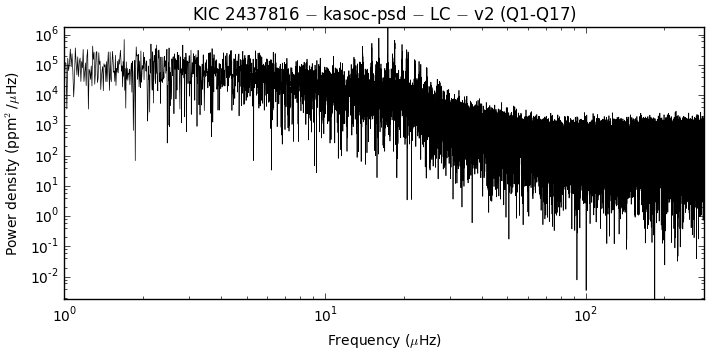 KIC 2437816 − kasoc-psd − LC − v2 (Q1-Q17)
Power density (ppm²/μHz)
10⁶
10⁵
10⁴
10³
10²
10¹
10⁰
10⁻¹
10⁻²
10⁰ 10¹ 10²
Frequency (μHz)